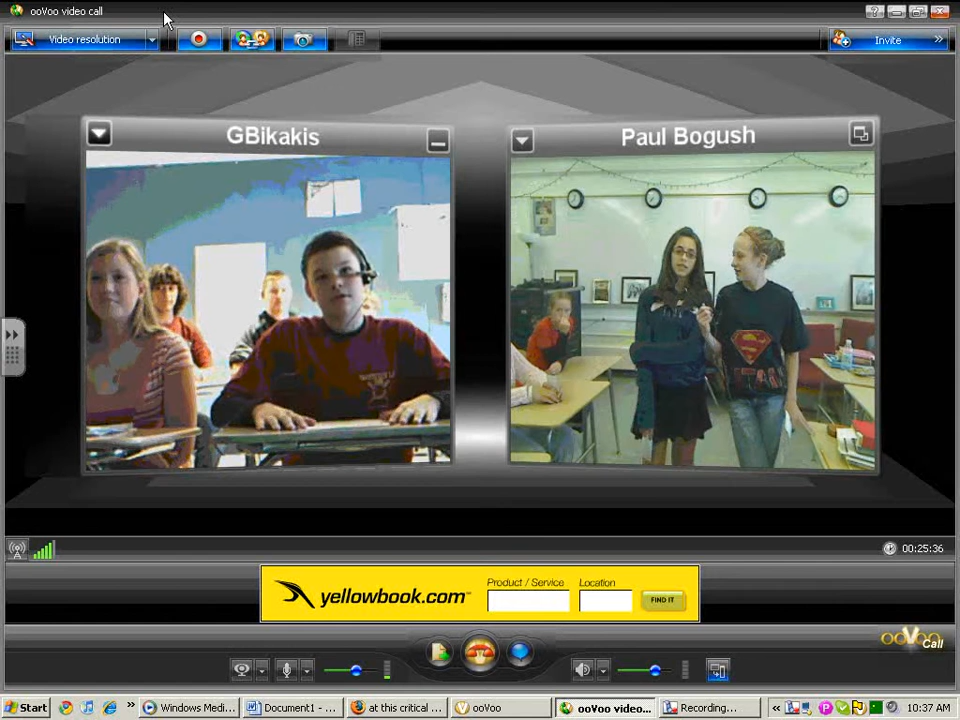 ooVoo video call
?
Video resolution
Invite »
GBikakis
Paul Bogush
00:25:36
yellowbook.com
Product / Service
Location
FIND IT
ooVoo Call
Start
»
Windows Medi...
Document1 - ...
at this critical ...
ooVoo
ooVoo video...
Recording...
«
10:37 AM